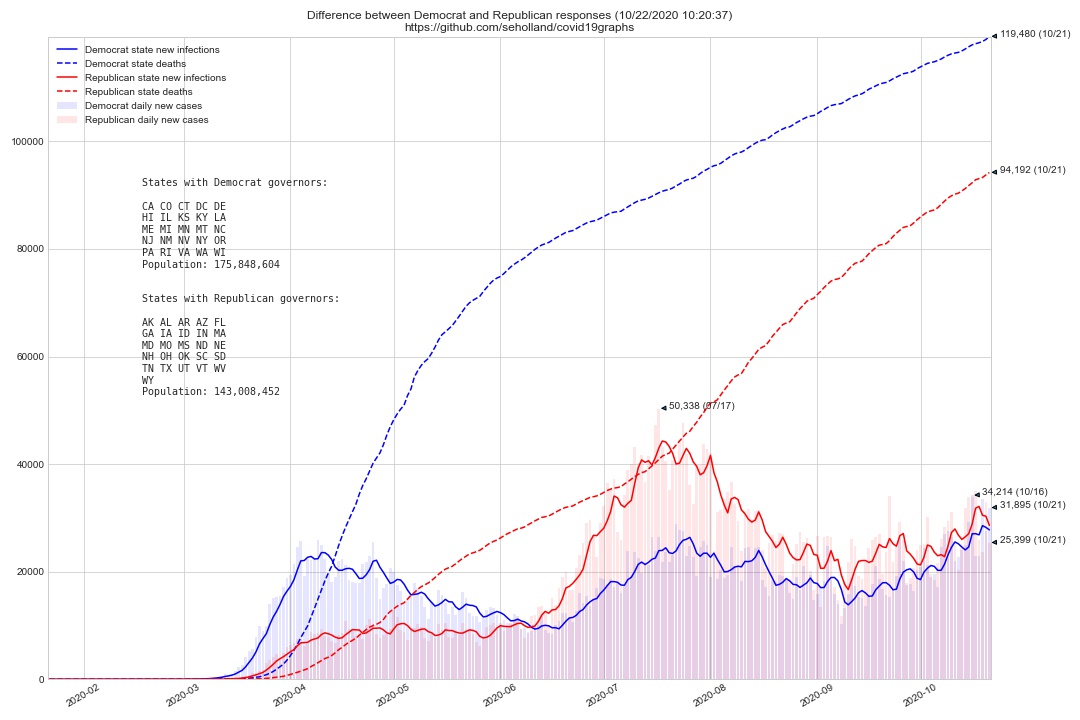 Difference between Democrat and Republican responses (10/22/2020 10:20:37)
https://github.com/seholland/covid19graphs
119,480 (10/21)
Democrat state new infections
Democrat state deaths
Republican state new infections
Republican state deaths
Democrat daily new cases
Republican daily new cases
100000
94,192 (10/21)
States with Democrat governors:
CA CO CT DC DE
HI IL KS KY LA
ME MI MN MT NC
NJ NM NV NY OR
PA RI VA WA WI
Population: 175,848,604
80000
States with Republican governors:
AK AL AR AZ FL
GA IA ID IN MA
MD MO MS ND NE
NH OH OK SC SD
TN TX UT VT WV
WY
Population: 143,008,452
60000
50,338 (07/17)
40000
34,214 (10/16)
31,895 (10/21)
25,399 (10/21)
20000
0
2020-02 2020-03 2020-04 2020-05 2020-06 2020-07 2020-08 2020-09 2020-10